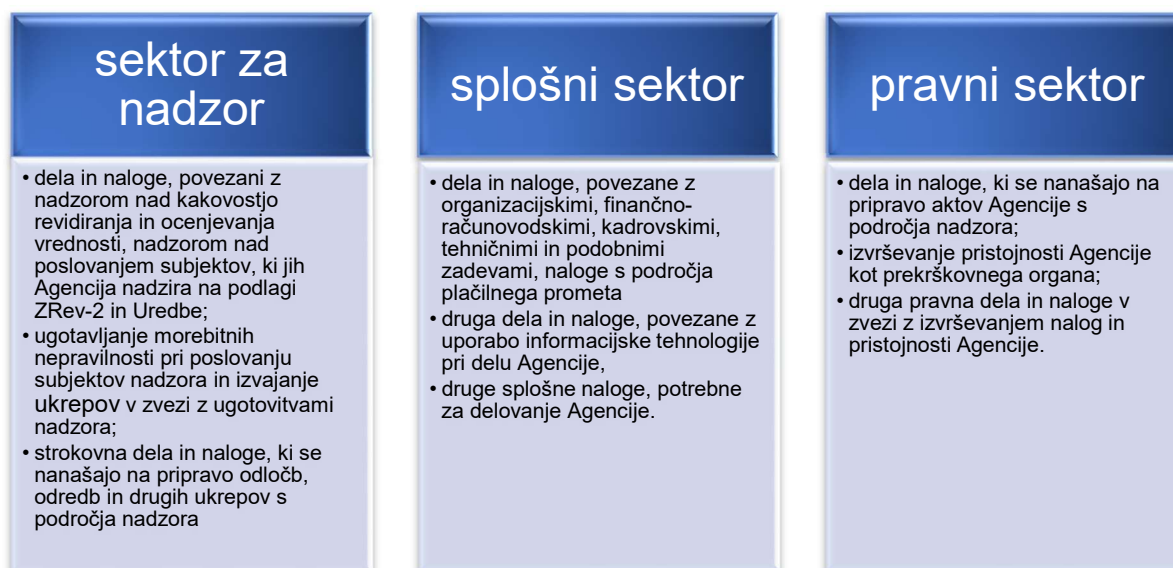 sektor za
nadzor
• dela in naloge, povezani z
nadzorom nad kakovostjo
revidiranja in ocenjevanja
vrednosti, nadzorom nad
poslovanjem subjektov, ki jih
Agencija nadzira na podlagi
ZRev-2 in Uredbe;
• ugotavljanje morebitnih
nepravilnosti pri poslovanju
subjektov nadzora in izvajanje
ukrepov v zvezi z ugotovitvami
nadzora;
• strokovna dela in naloge, ki se
nanašajo na pripravo odločb,
odredb in drugih ukrepov s
področja nadzora
splošni sektor
• dela in naloge, povezane z
organizacijskimi, finančno-
računovodskimi, kadrovskimi,
tehničnimi in podobnimi
zadevami, naloge s področja
plačilnega prometa
• druga dela in naloge, povezane z
uporabo informacijske tehnologije
pri delu Agencije,
• druge splošne naloge, potrebne
za delovanje Agencije.
pravni sektor
• dela in naloge, ki se nanašajo na
pripravo aktov Agencije s
področja nadzora;
• izvrševanje pristojnosti Agencije
kot prekrškovnega organa;
• druga pravna dela in naloge v
zvezi z izvrševanjem nalog in
pristojnosti Agencije.